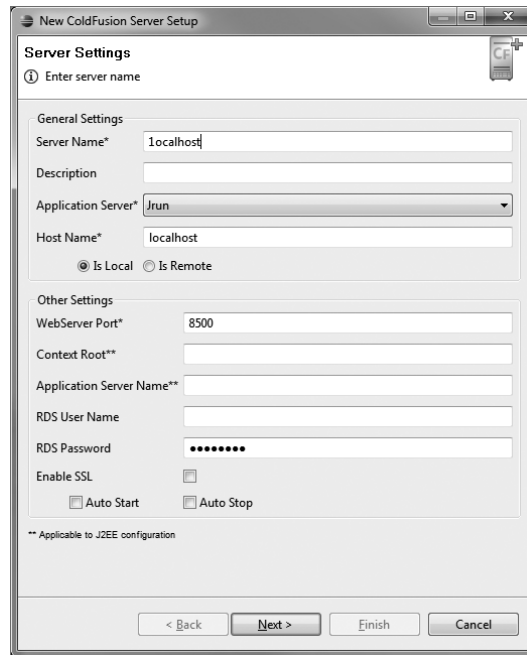 New ColdFusion Server Setup
Server Settings
CF
Enter server name
General Settings
Server Name* 1ocalhost
Description
Application Server* Jrun
Host Name* localhost
Is Local Is Remote
Other Settings
WebServer Port* 8500
Context Root**
Application Server Name**
RDS User Name
RDS Password ••••••••
Enable SSL
Auto Start Auto Stop
** Applicable to J2EE configuration
< Back Next > Finish Cancel